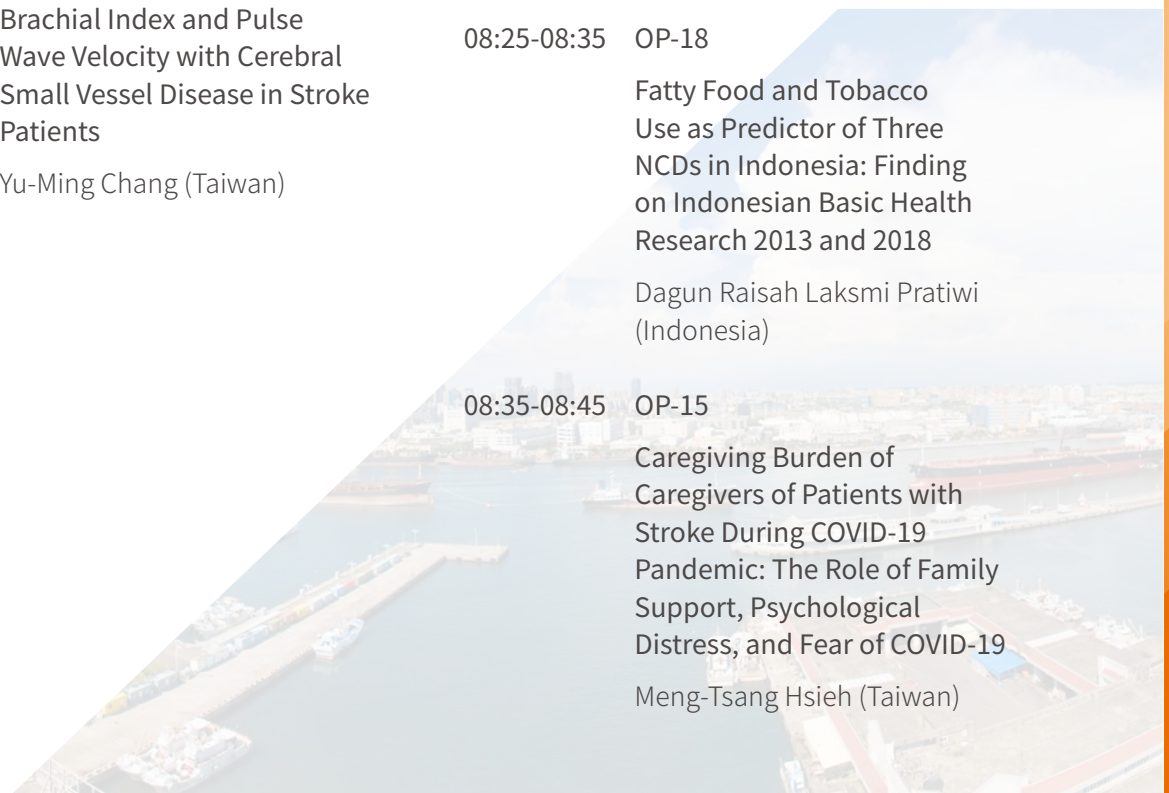 Brachial Index and Pulse
Wave Velocity with Cerebral
Small Vessel Disease in Stroke
Patients
Yu-Ming Chang (Taiwan)
08:25-08:35 OP-18
Fatty Food and Tobacco
Use as Predictor of Three
NCDs in Indonesia: Finding
on Indonesian Basic Health
Research 2013 and 2018
Dagun Raisah Laksmi Pratiwi
(Indonesia)
08:35-08:45 OP-15
Caregiving Burden of
Caregivers of Patients with
Stroke During COVID-19
Pandemic: The Role of Family
Support, Psychological
Distress, and Fear of COVID-19
Meng-Tsang Hsieh (Taiwan)